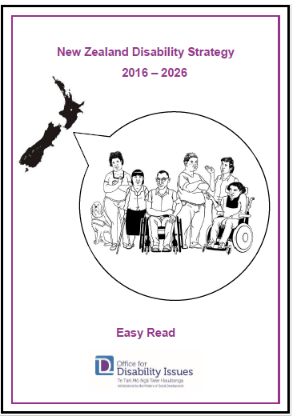 New Zealand Disability Strategy
2016 – 2026
Easy Read
Office for
Disability Issues